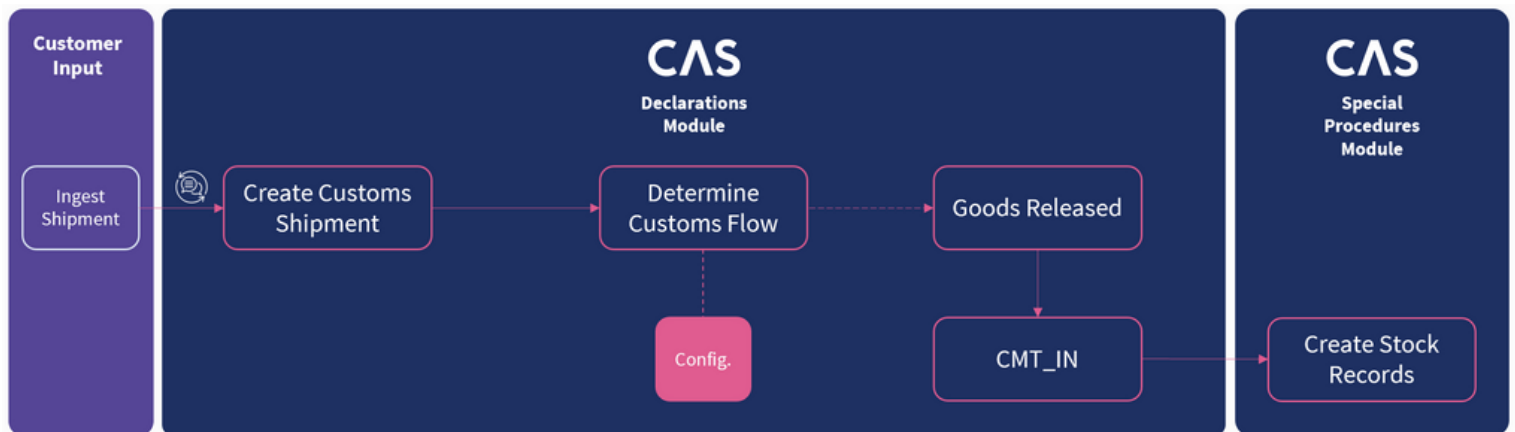 Customer
Input
Ingest
Shipment
CAS
Declarations
Module
Create Customs
Shipment
Determine
Customs Flow
Goods Released
Config.
CMT_IN
CAS
Special
Procedures
Module
Create Stock
Records